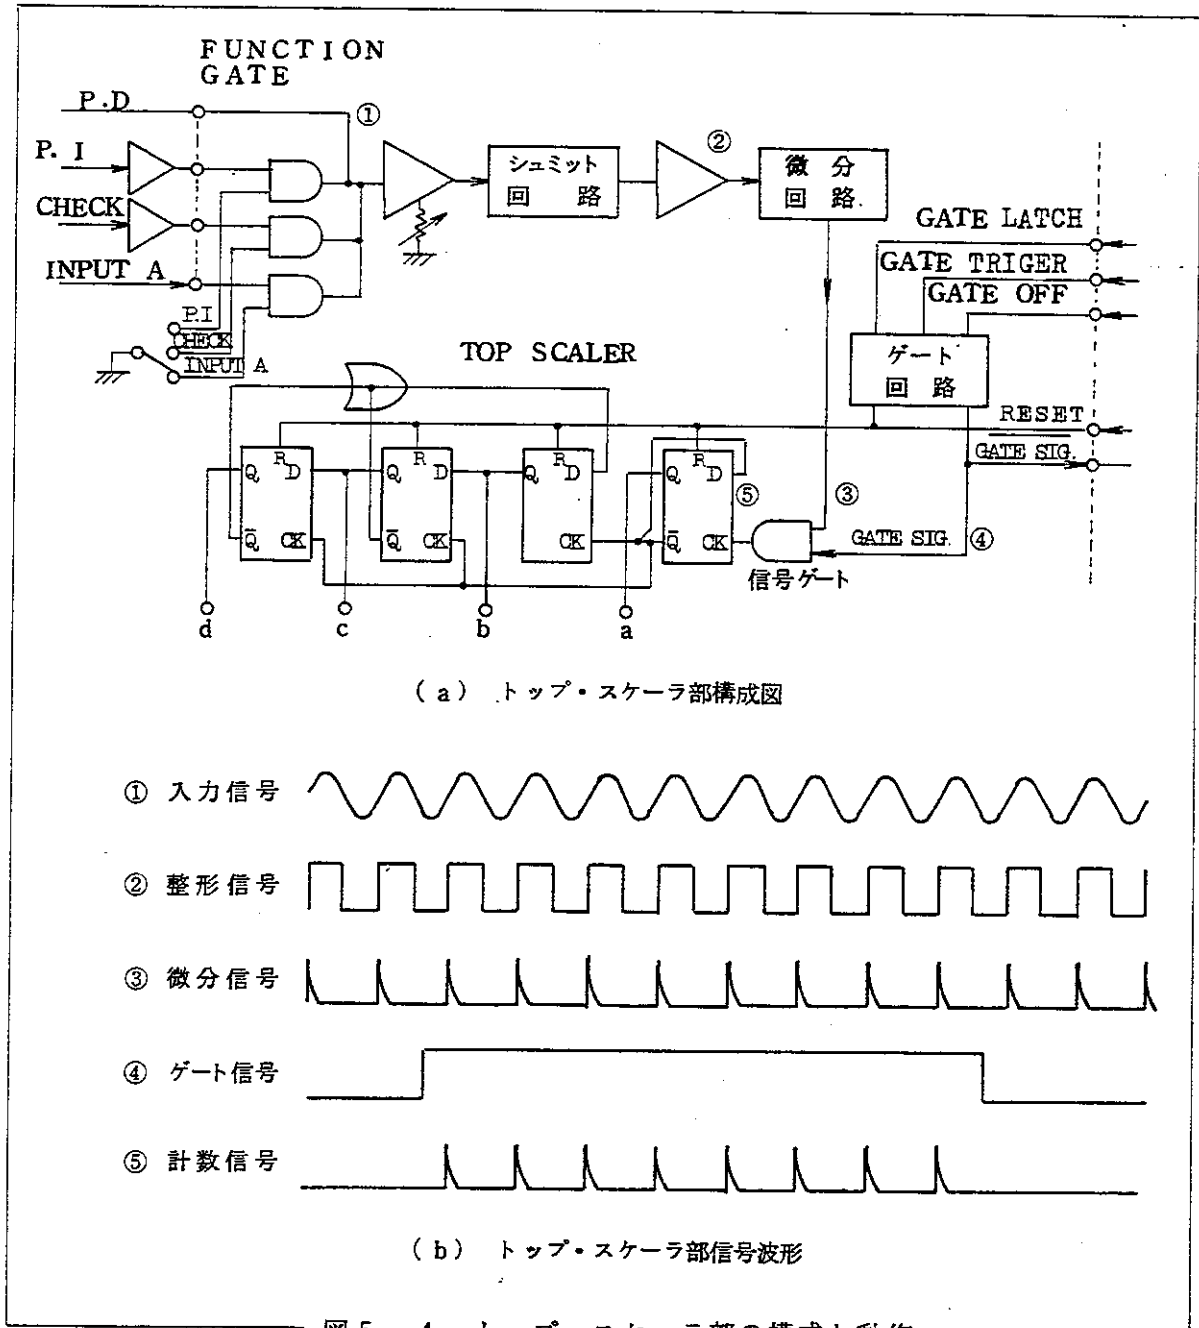 FUNCTION
GATE
P.D
①
P.I
CHECK
INPUT A
シュミット
回路
②
微分
回路
GATE LATCH
GATE TRIGER
GATE OFF
ゲート
回路
RESET
GATE SIG.
P.I
CHECK
INPUT A
TOP SCALER
R
Q D
Q̄ CK
R
Q D
Q̄ CK
R
Q D
CK
R
Q D
Q̄ CK
⑤
③
GATE SIG.
④
信号ゲート
d
c
b
a
(a) トップ・スケーラ部構成図
① 入力信号
② 整形信号
③ 微分信号
④ ゲート信号
⑤ 計数信号
(b) トップ・スケーラ部信号波形